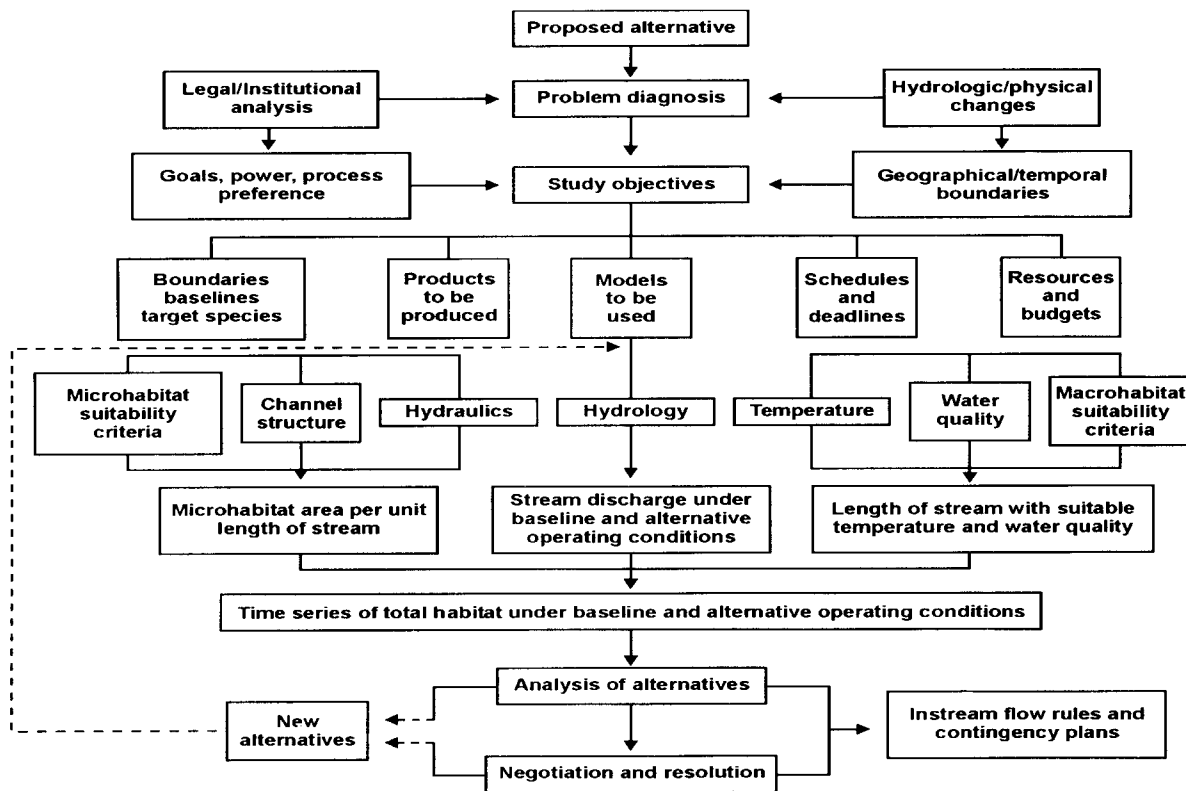 Proposed alternative
Legal/Institutional
analysis
Problem diagnosis
Hydrologic/physical
changes
Goals, power, process
preference
Study objectives
Geographical/temporal
boundaries
Boundaries
baselines
target species
Products
to be
produced
Models
to be
used
Schedules
and
deadlines
Resources
and
budgets
Microhabitat
suitability
criteria
Channel
structure
Hydraulics
Hydrology
Temperature
Water
quality
Macrohabitat
suitability
criteria
Microhabitat area per unit
length of stream
Stream discharge under
baseline and alternative
operating conditions
Length of stream with suitable
temperature and water quality
Time series of total habitat under baseline and alternative operating conditions
Analysis of alternatives
New
alternatives
Instream flow rules and
contingency plans
Negotiation and resolution